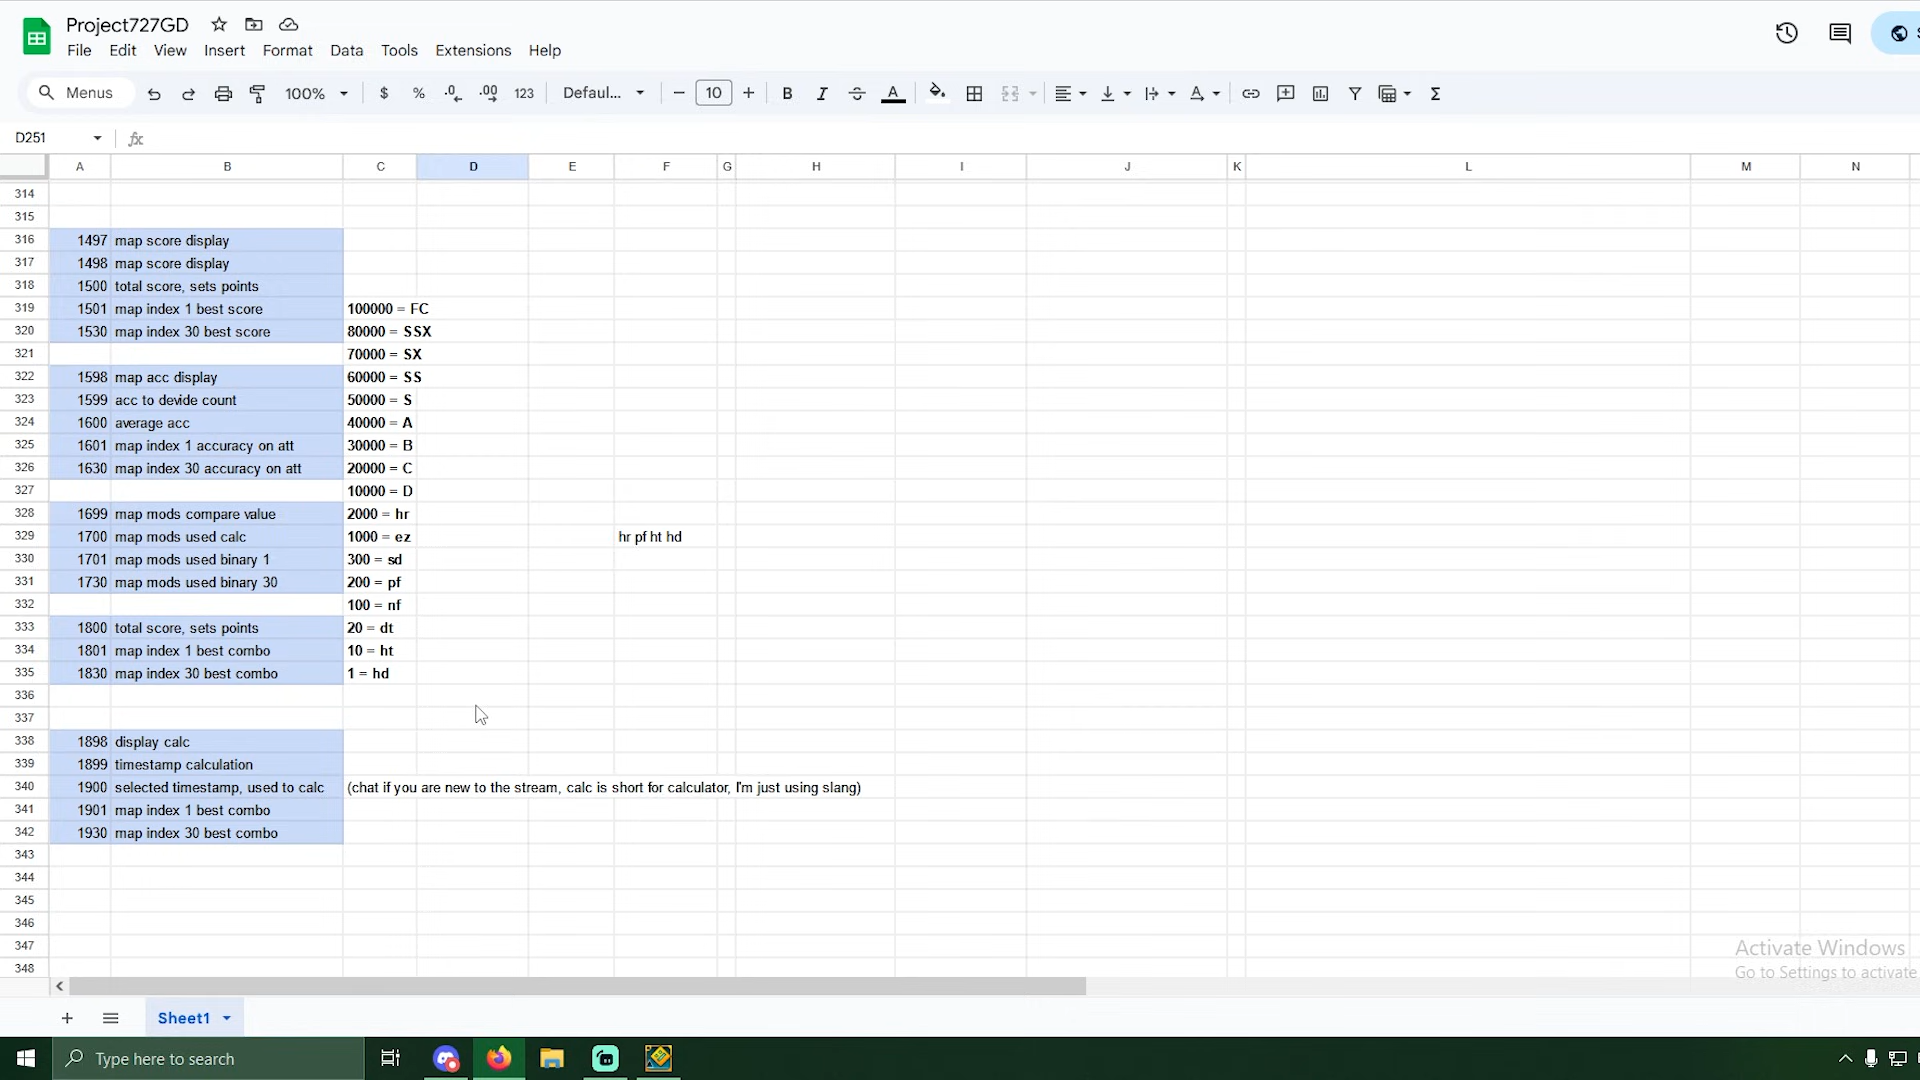 Project727GD
File Edit View Insert Format Data Tools Extensions Help
Menus 100% $ % .0 .00 123 Defaul... 10 B I A
D251 fx
A B C D E F G H I J K L M N
314
315
316 1497 map score display
317 1498 map score display
318 1500 total score, sets points
319 1501 map index 1 best score 100000 = FC
320 1530 map index 30 best score 80000 = SSX
321 70000 = SX
322 1598 map acc display 60000 = SS
323 1599 acc to devide count 50000 = S
324 1600 average acc 40000 = A
325 1601 map index 1 accuracy on att 30000 = B
326 1630 map index 30 accuracy on att 20000 = C
327 10000 = D
328 1699 map mods compare value 2000 = hr
329 1700 map mods used calc 1000 = ez hr pf ht hd
330 1701 map mods used binary 1 300 = sd
331 1730 map mods used binary 30 200 = pf
332 100 = nf
333 1800 total score, sets points 20 = dt
334 1801 map index 1 best combo 10 = ht
335 1830 map index 30 best combo 1 = hd
336
337
338 1898 display calc
339 1899 timestamp calculation
340 1900 selected timestamp, used to calc (chat if you are new to the stream, calc is short for calculator, I'm just using slang)
341 1901 map index 1 best combo
342 1930 map index 30 best combo
343
344
345
346
347
348
Activate Windows
Go to Settings to activate
Sheet1
Type here to search